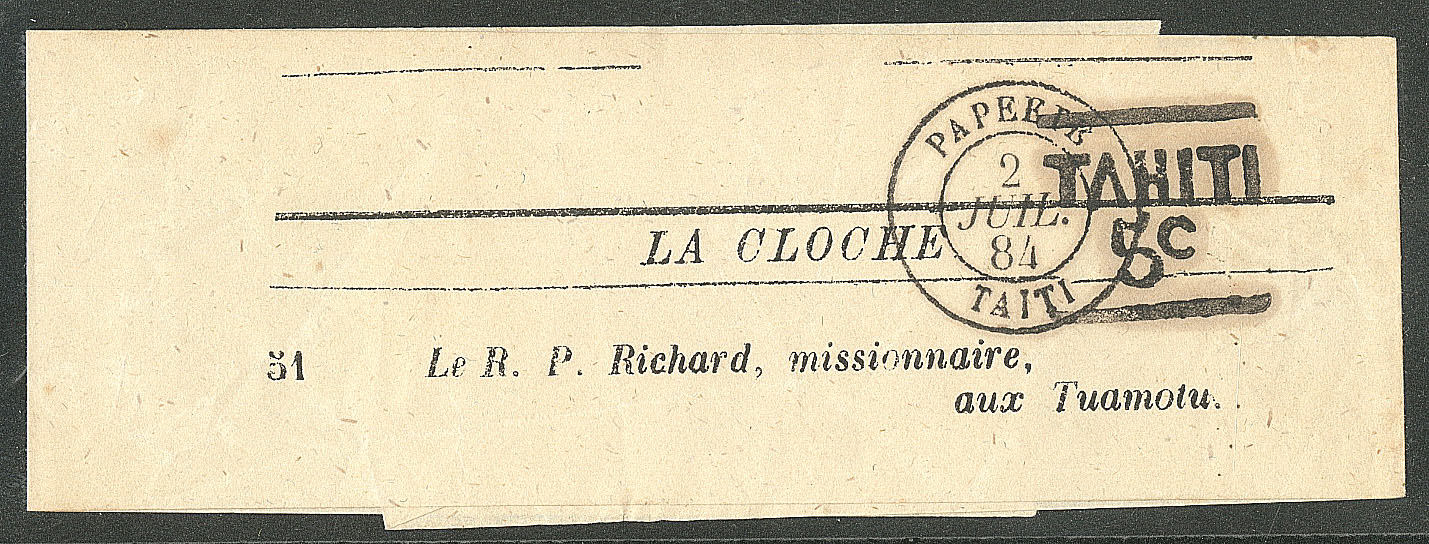 PAPEETE
2
JUIL.
84
TAITI
TAHITI
5c
LA CLOCHE
51 Le R. P. Richard, missionnaire,
aux Tuamotu.